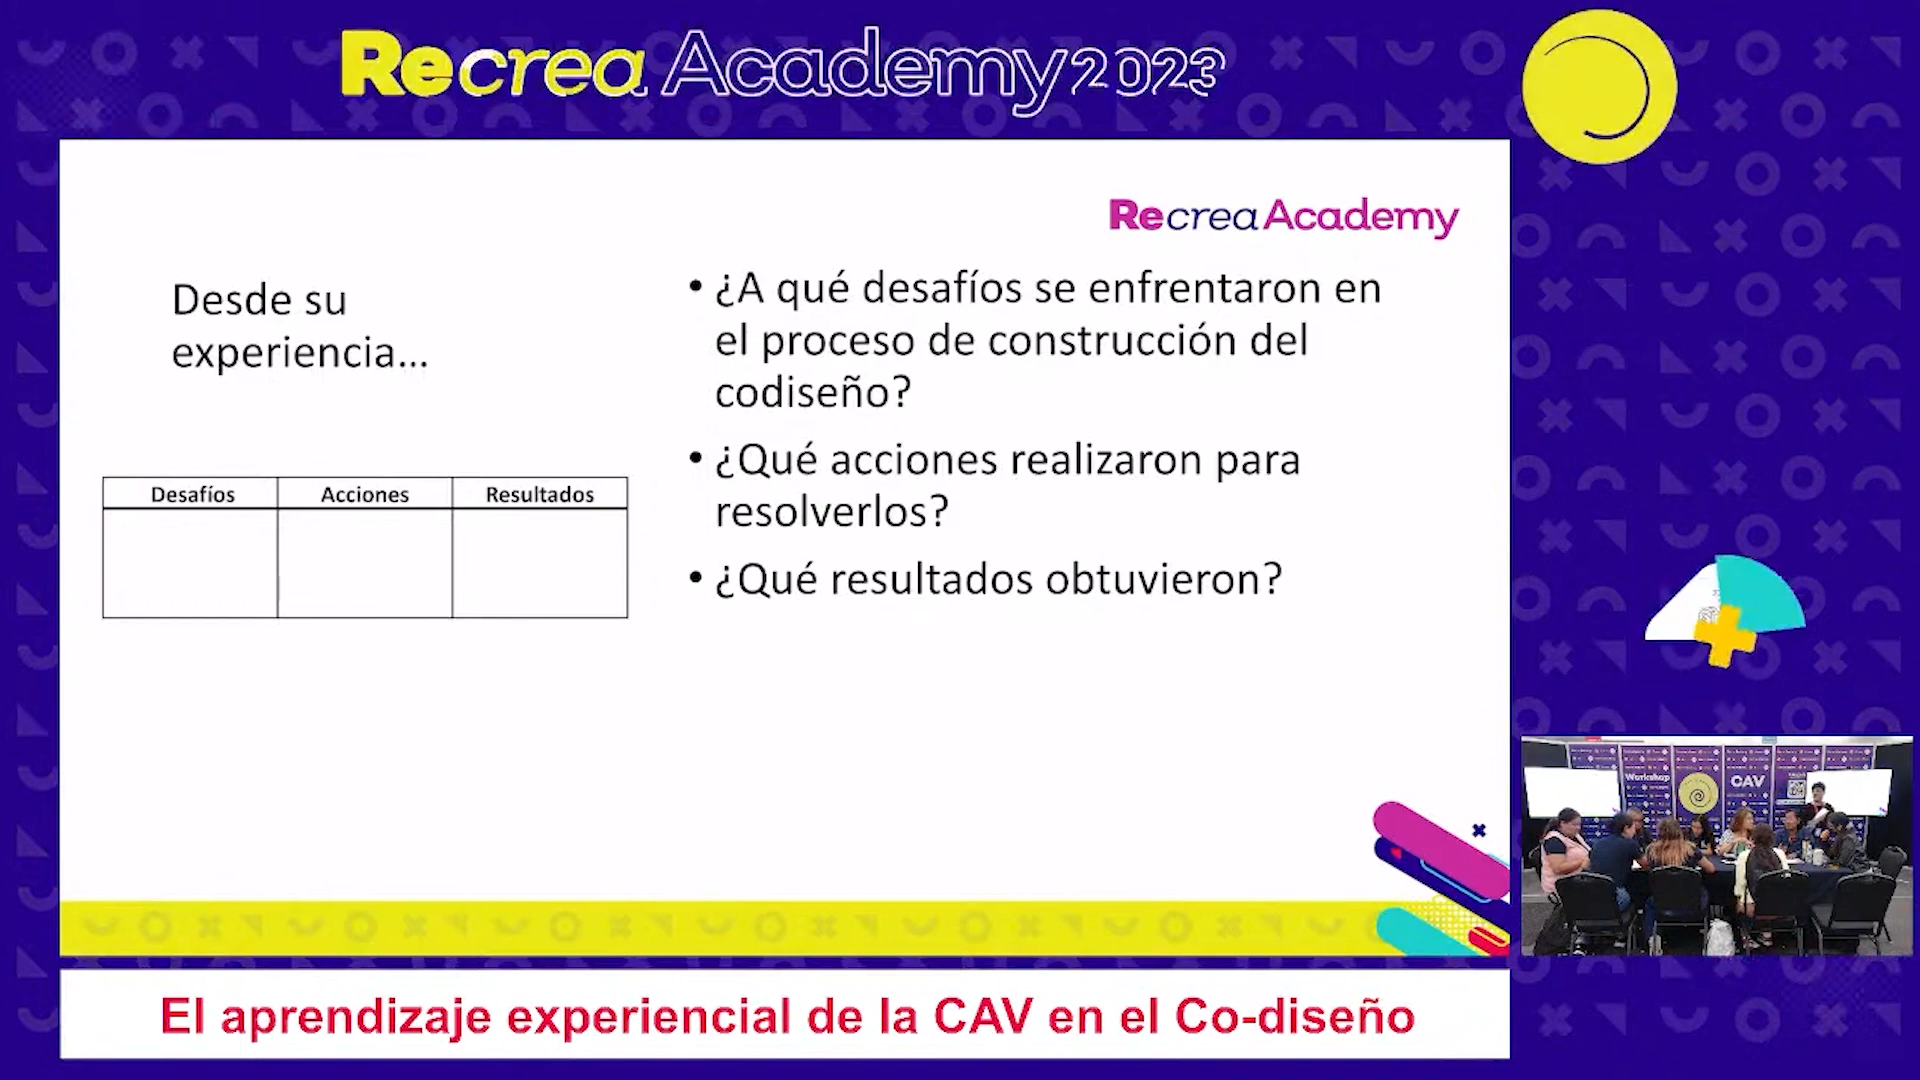 Recrea Academy 2023
Recrea Academy
Desde su
experiencia...
• ¿A qué desafíos se enfrentaron en
el proceso de construcción del
codiseño?
• ¿Qué acciones realizaron para
resolverlos?
• ¿Qué resultados obtuvieron?
Desafíos Acciones Resultados
Workshop
CAV
El aprendizaje experiencial de la CAV en el Co-diseño